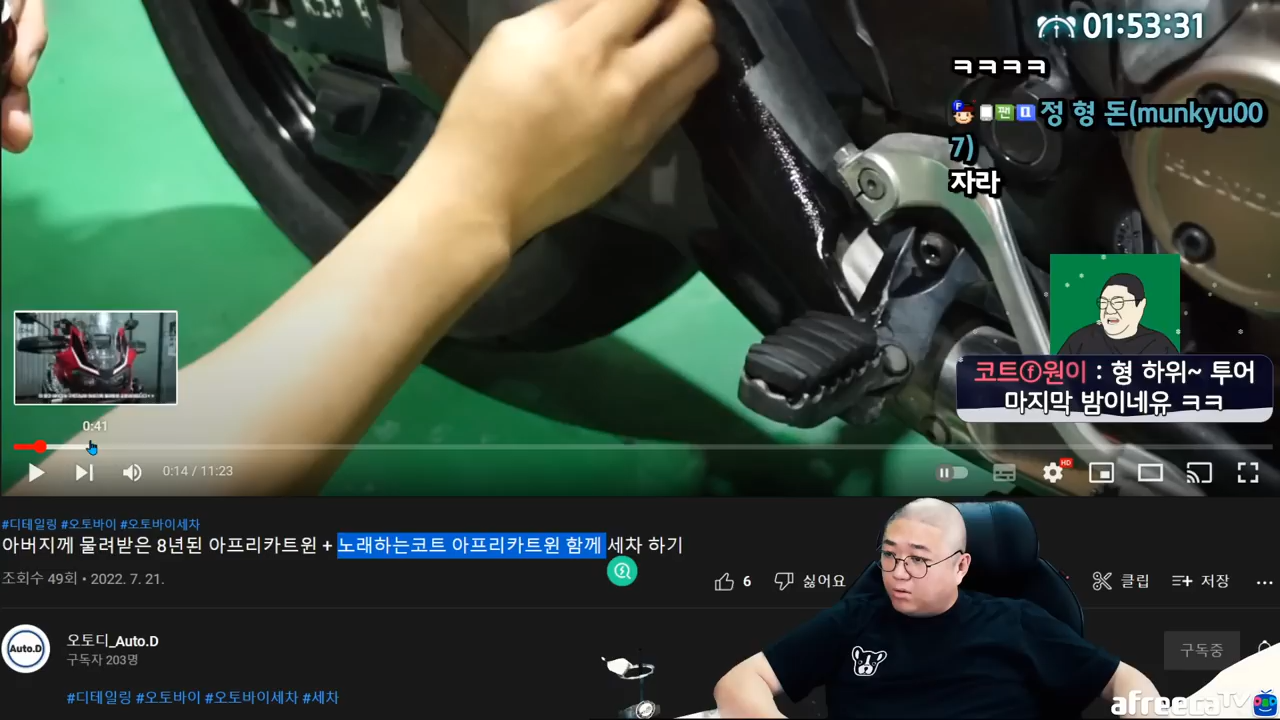 01:53:31
ㅋㅋㅋㅋ
정 형 돈(munkyu00
7)
자라
코트ⓕ원이 : 형 하위~ 투어
마지막 밤이네유 ㅋㅋ
0:41
0:14 / 11:23
HD
#디테일링 #오토바이 #오토바이세차
아버지께 물려받은 8년된 아프리카트윈 + 노래하는코트 아프리카트윈 함께 세차 하기
조회수 49회 • 2022. 7. 21.
6
싫어요
클립
저장
Auto.D
오토디_Auto.D
구독자 203명
구독중
#디테일링 #오토바이 #오토바이세차 #세차
afreecaTV